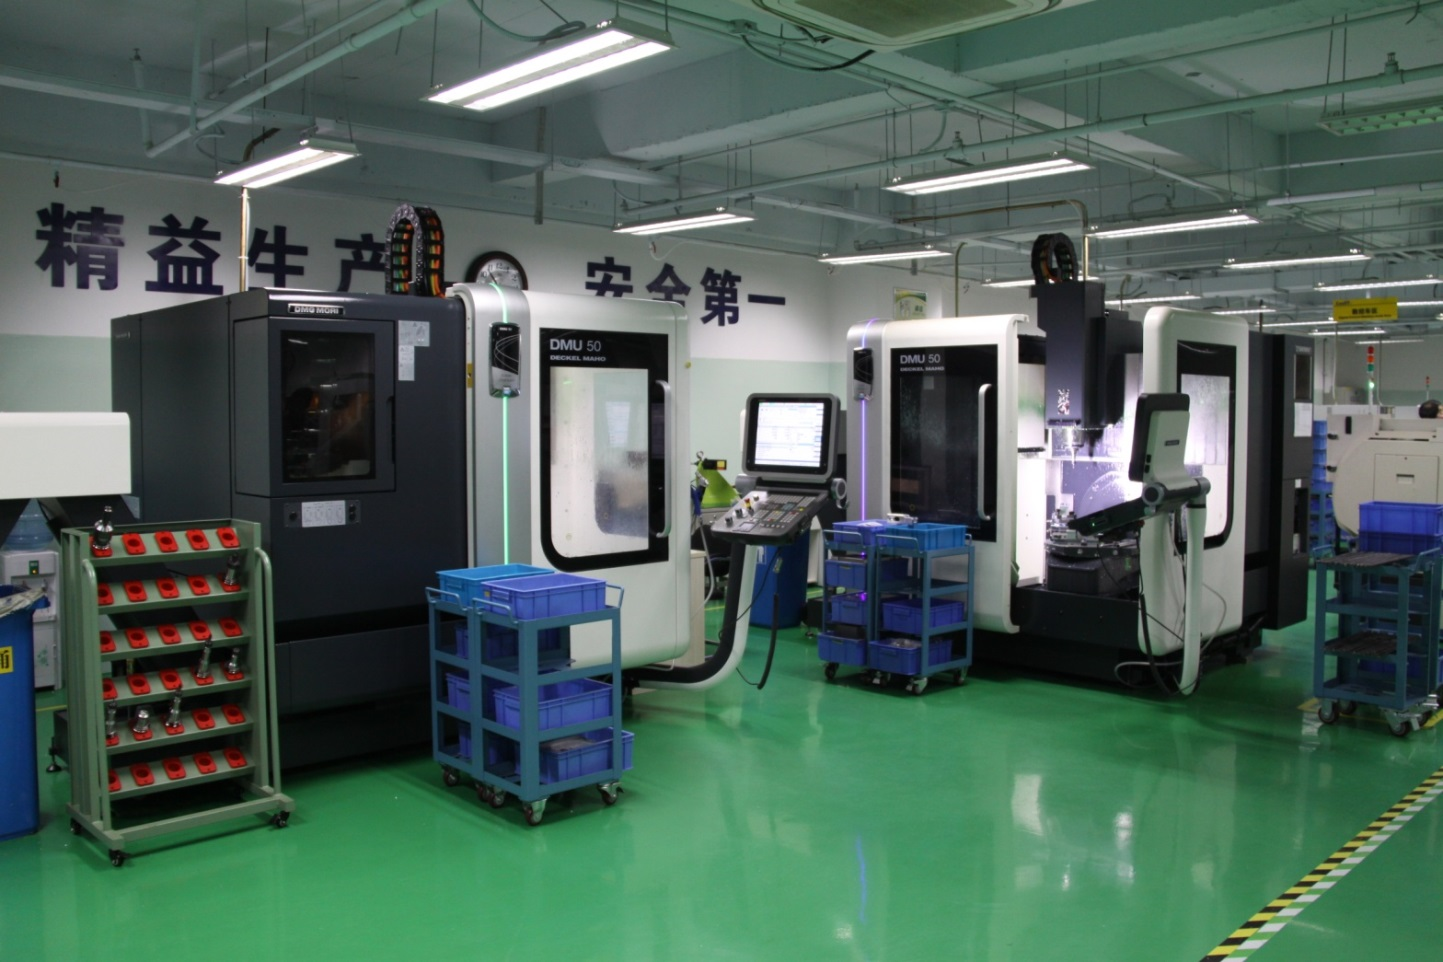 精益生产 安全第一
DMG MORI
DMU 50
DECKEL MAHO
DMU 50
DECKEL MAHO